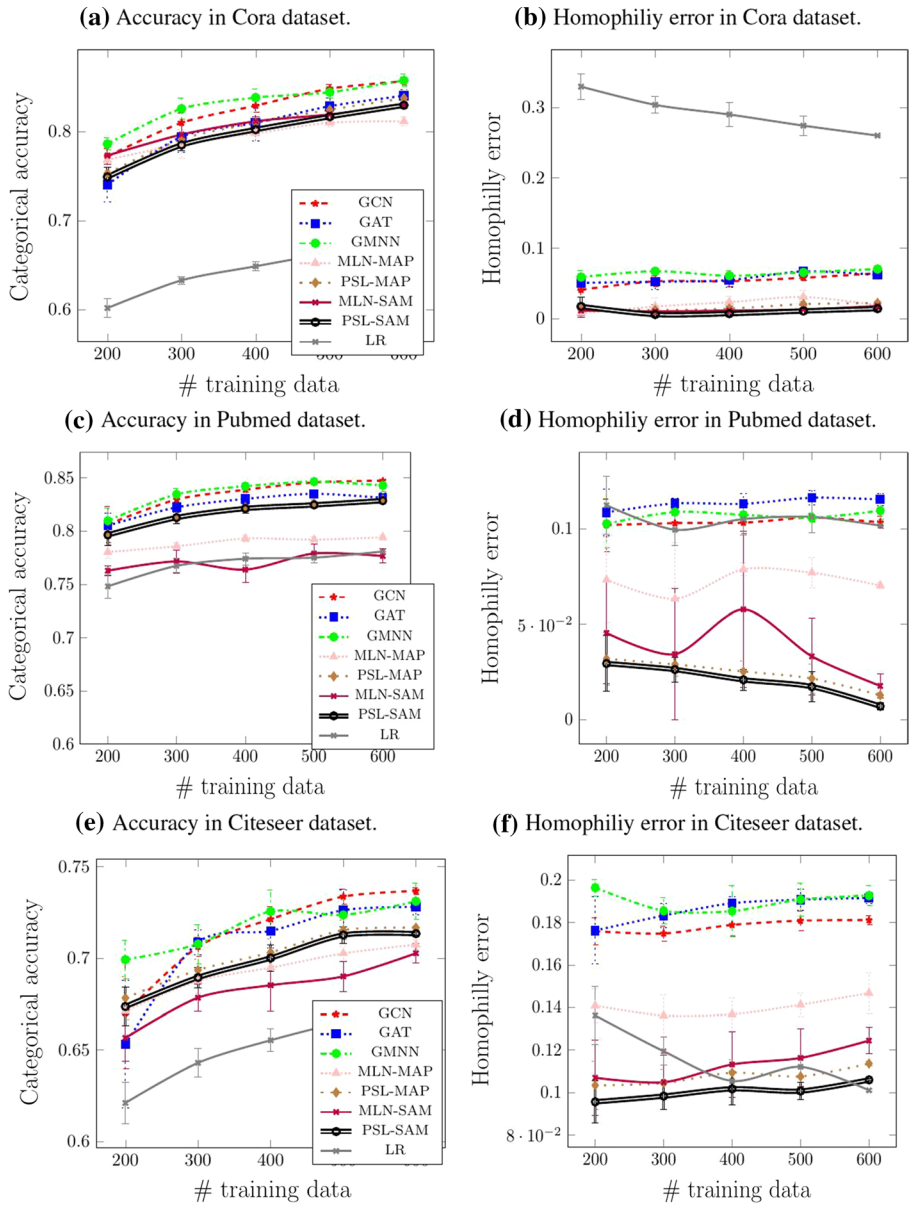 (a) Accuracy in Cora dataset.
(b) Homophiliy error in Cora dataset.
Categorical accuracy
0.8
0.7
0.6
200 300 400 500 600
# training data
GCN
GAT
GMNN
MLN-MAP
PSL-MAP
MLN-SAM
PSL-SAM
LR
Homophilly error
0.3
0.2
0.1
0
200 300 400 500 600
# training data
(c) Accuracy in Pubmed dataset.
(d) Homophiliy error in Pubmed dataset.
Categorical accuracy
0.85
0.8
0.75
0.7
0.65
0.6
200 300 400 500 600
# training data
GCN
GAT
GMNN
MLN-MAP
PSL-MAP
MLN-SAM
PSL-SAM
LR
Homophilly error
0.1
5 · 10⁻²
0
200 300 400 500 600
# training data
(e) Accuracy in Citeseer dataset.
(f) Homophiliy error in Citeseer dataset.
Categorical accuracy
0.75
0.7
0.65
0.6
200 300 400
# training data
GCN
GAT
GMNN
MLN-MAP
PSL-MAP
MLN-SAM
PSL-SAM
LR
Homophilly error
0.2
0.18
0.16
0.14
0.12
0.1
8 · 10⁻²
200 300 400 500 600
# training data